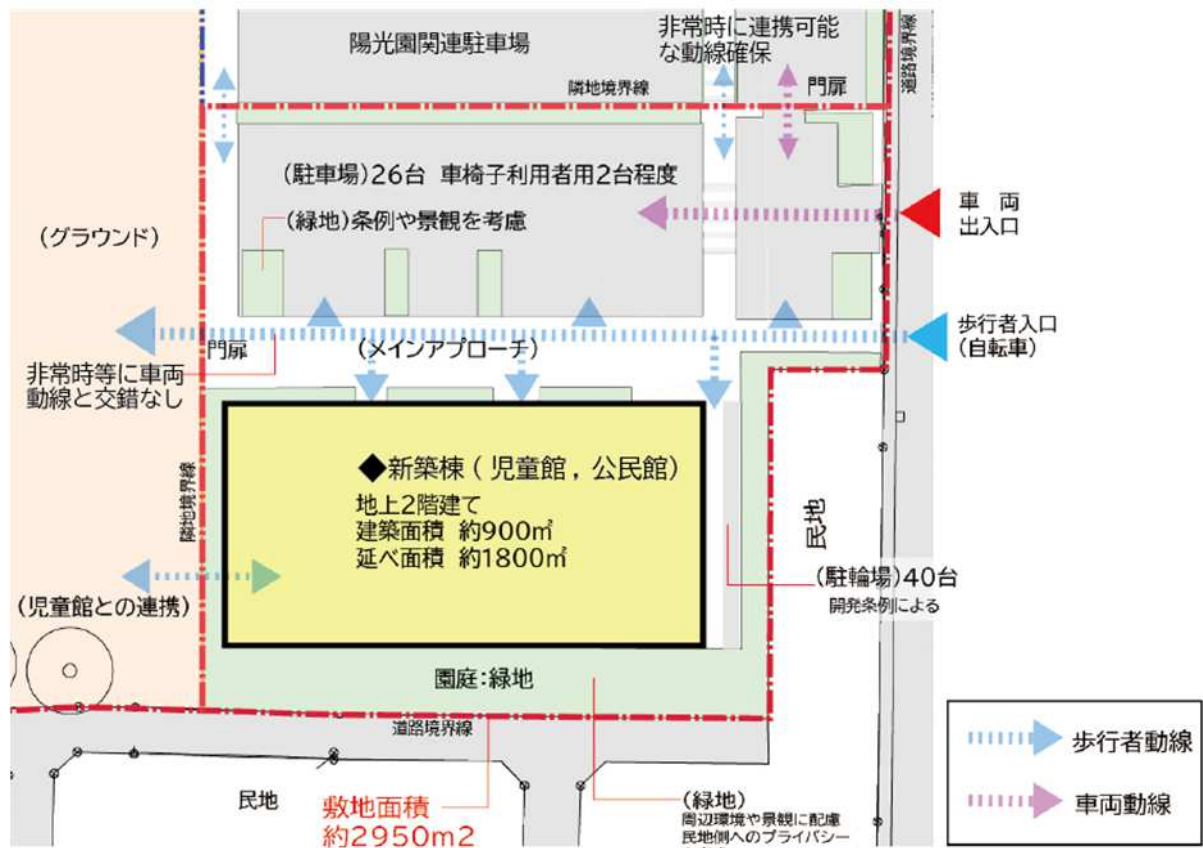 陽光園関連駐車場
非常時に連携可能
な動線確保
道路境界線
隣地境界線
門扉
(駐車場)26台 車椅子利用者用2台程度
(緑地)条例や景観を考慮
車 両
出入口
(グラウンド)
歩行者入口
(自転車)
門扉
(メインアプローチ)
非常時等に車両
動線と交錯なし
隣地境界線
◆新築棟(児童館,公民館)
地上2階建て
建築面積 約900㎡
延べ面積 約1800㎡
民地
(駐輪場)40台
開発条例による
(児童館との連携)
園庭:緑地
道路境界線
民地
敷地面積
約2950m2
(緑地)
周辺環境や景観に配慮
民地側へのプライバシー
歩行者動線
車両動線